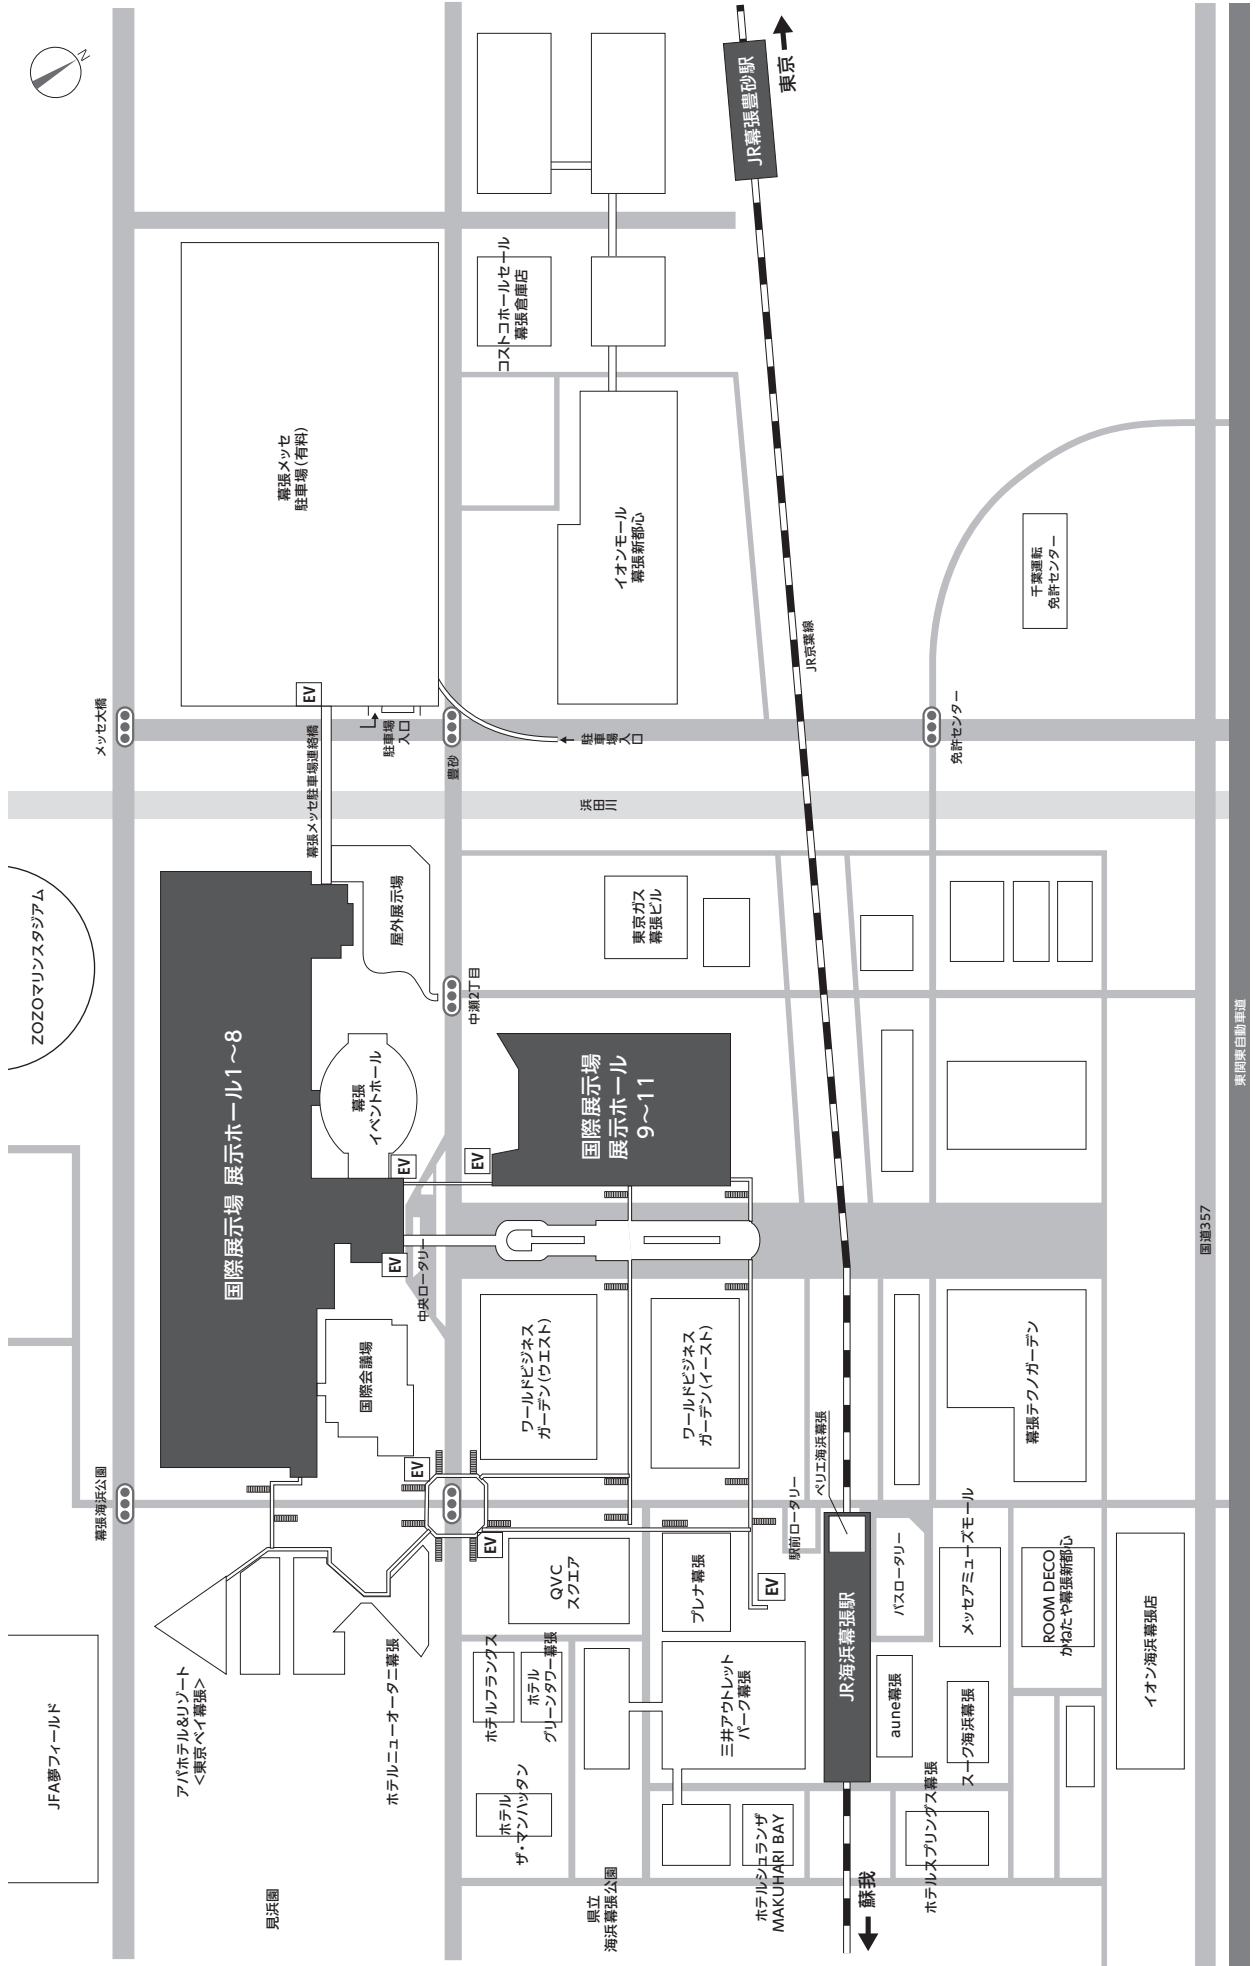 N
JR幕張豊砂駅
東京
コストコホールセール
幕張倉庫店
幕張メッセ
駐車場（有料）
イオンモール
幕張新都心
千葉運転
免許センター
JR京葉線
EV
メッセ大橋
幕張メッセ駐車場連絡橋
駐車場
入口
豊砂
駐車場入口
免許センター
浜田川
ZOZOマリンスタジアム
屋外展示場
東京ガス
幕張ビル
中瀬2丁目
国際展示場 展示ホール1～8
幕張
イベントホール
国際展示場
展示ホール
9～11
東関東自動車道
EV
EV
EV
中央ロータリー
国道357
国際会議場
ワールドビジネス
ガーデン（ウエスト）
ワールドビジネス
ガーデン（イースト）
幕張テクノガーデン
ペリエ海浜幕張
EV
幕張海浜公園
駅前ロータリー
EV
QVC
スクエア
プレナ幕張
EV
JR海浜幕張駅
バスロータリー
メッセアミューズモール
ROOM DECO
かねたや幕張新都心
イオン海浜幕張店
JFA夢フィールド
アパホテル&リゾート
<東京ベイ幕張>
ホテルニューオータニ幕張
ホテルフランクス
ホテル
グリーンタワー幕張
三井アウトレット
パーク幕張
aune幕張
スーク海浜幕張
ホテル
ザ・マンハッタン
ホテルシュランザ
MAKUHARI BAY
ホテルスプリングス幕張
見浜園
県立
海浜幕張公園
蘇我